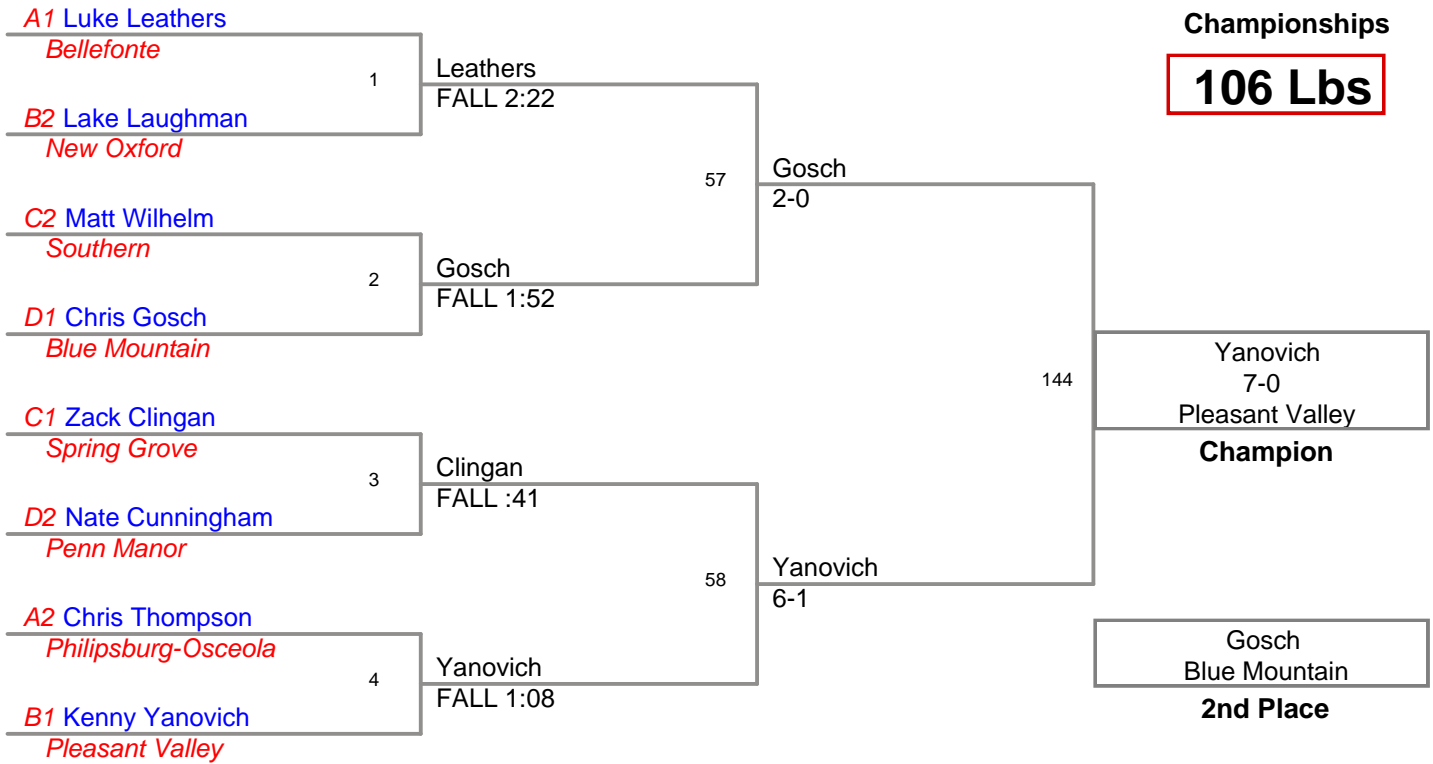 A1 Luke Leathers
Bellefonte
1
B2 Lake Laughman
New Oxford
C2 Matt Wilhelm
Southern
2
D1 Chris Gosch
Blue Mountain
C1 Zack Clingan
Spring Grove
3
D2 Nate Cunningham
Penn Manor
A2 Chris Thompson
Philipsburg-Osceola
4
B1 Kenny Yanovich
Pleasant Valley
Leathers
FALL 2:22
57
Gosch
FALL 1:52
Clingan
FALL :41
58
Yanovich
FALL 1:08
Gosch
2-0
144
Yanovich
6-1
Championships
106 Lbs
Yanovich
7-0
Pleasant Valley
Champion
Gosch
Blue Mountain
2nd Place